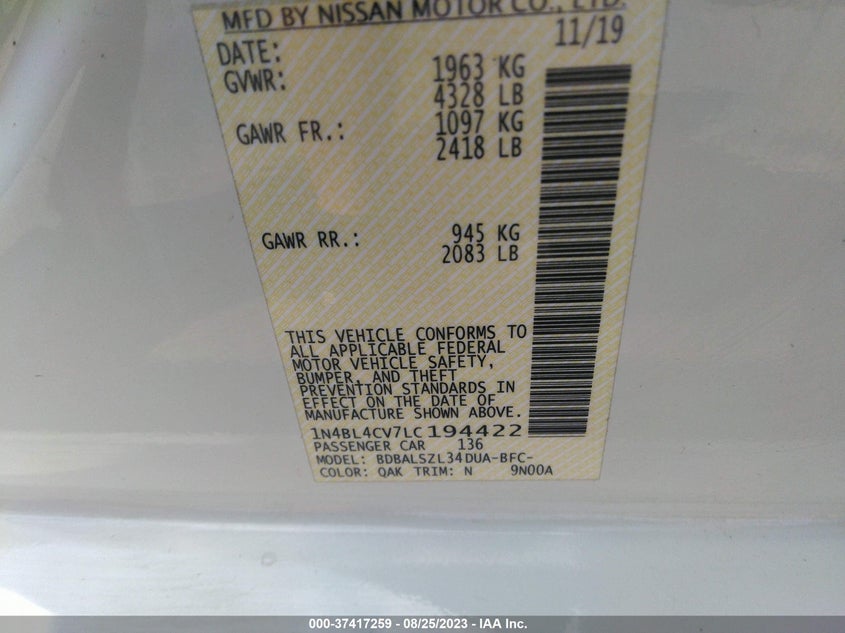 MFD BY NISSAN MOTOR CO., LTD.
DATE: 11/19
GVWR: 1963 KG
4328 LB
GAWR FR.: 1097 KG
2418 LB
GAWR RR.: 945 KG
2083 LB
THIS VEHICLE CONFORMS TO
ALL APPLICABLE FEDERAL
MOTOR VEHICLE SAFETY,
BUMPER, AND THEFT
PREVENTION STANDARDS IN
EFFECT ON THE DATE OF
MANUFACTURE SHOWN ABOVE.
1N4BL4CV7LC194422
PASSENGER CAR 136
MODEL: BDBALSZL34DUA-BFC-
COLOR: QAK TRIM: N 9N00A
000-37417259 - 08/25/2023 - IAA Inc.